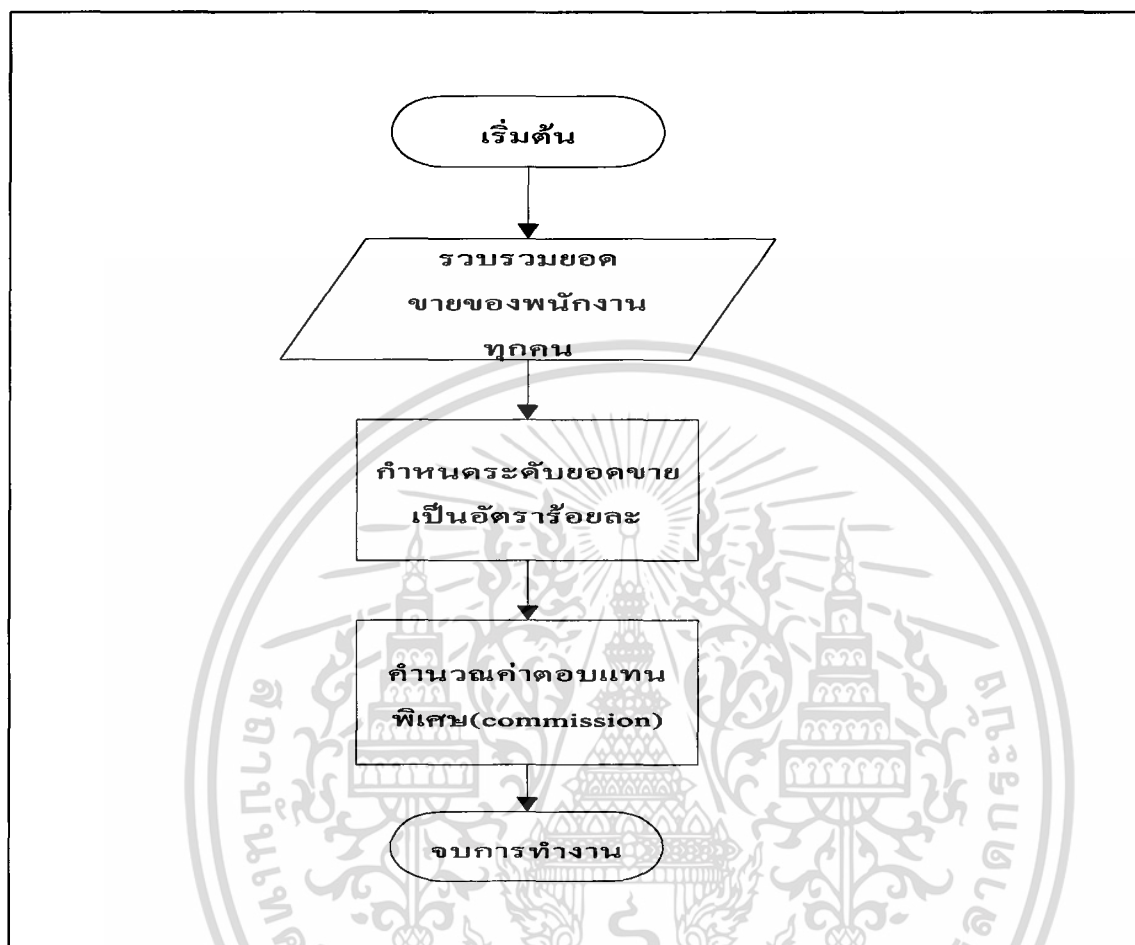 เริ่มต้น
รวบรวมยอด
ขายของพนักงาน
ทุกคน
กำหนดระดับยอดขาย
เป็นอัตราร้อยละ
คำนวณค่าตอบแทน
พิเศษ(commission)
จบการทำงาน